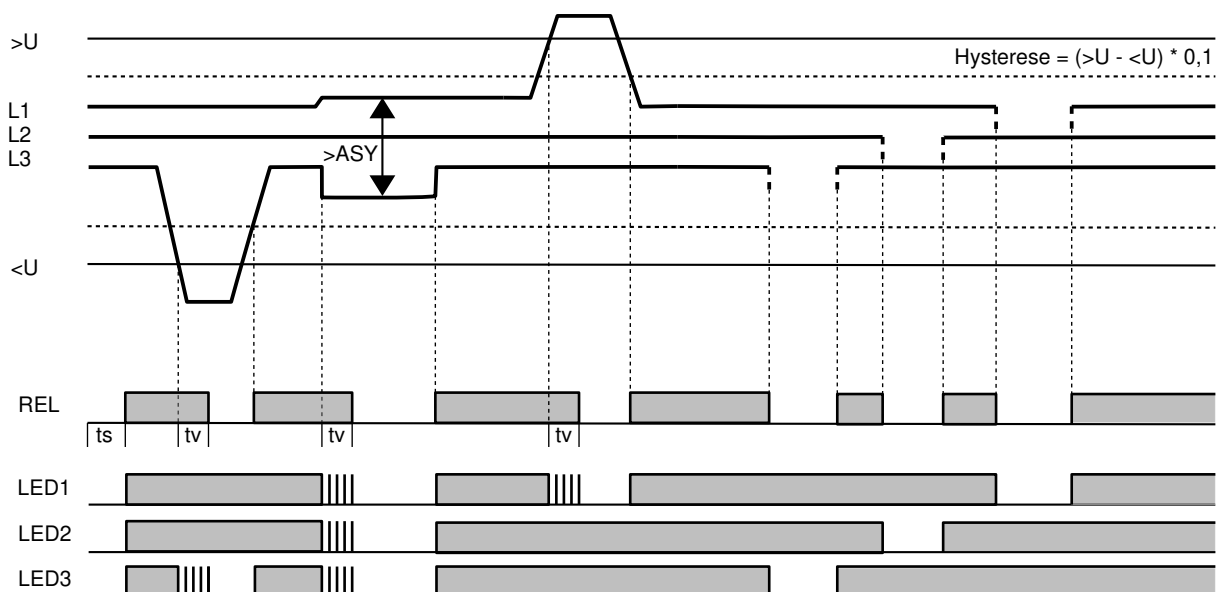 >U
Hysterese = (>U - <U) * 0,1
L1
L2
L3
>ASY
<U
REL
ts
tv
tv
tv
LED1
LED2
LED3